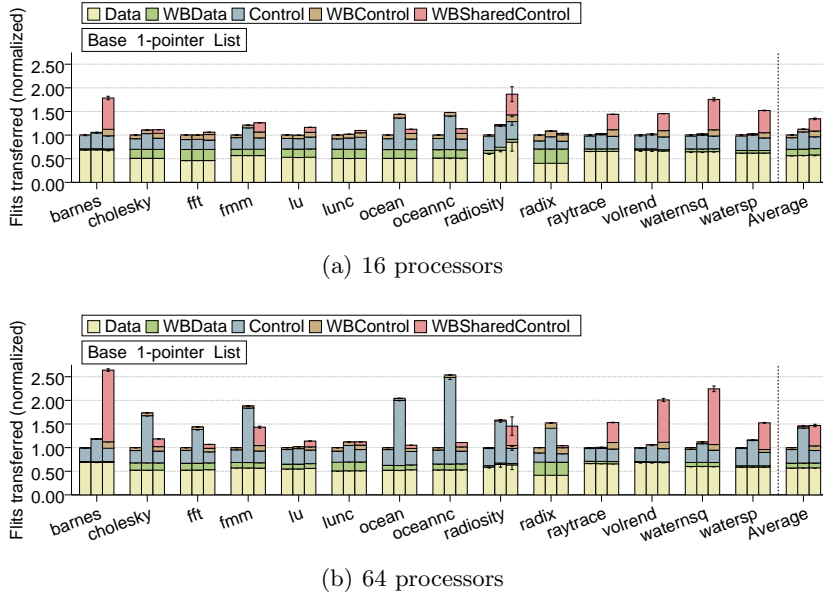 Data WBData Control WBControl WBSharedControl
Base 1-pointer List
Flits transferred (normalized)
2.50
2.00
1.50
1.00
0.50
0.00
barnes cholesky fft fmm lu lunc ocean oceannc radiosity radix raytrace volrend waternsq watersp Average
(a) 16 processors
Data WBData Control WBControl WBSharedControl
Base 1-pointer List
Flits transferred (normalized)
2.50
2.00
1.50
1.00
0.50
0.00
barnes cholesky fft fmm lu lunc ocean oceannc radiosity radix raytrace volrend waternsq watersp Average
(b) 64 processors